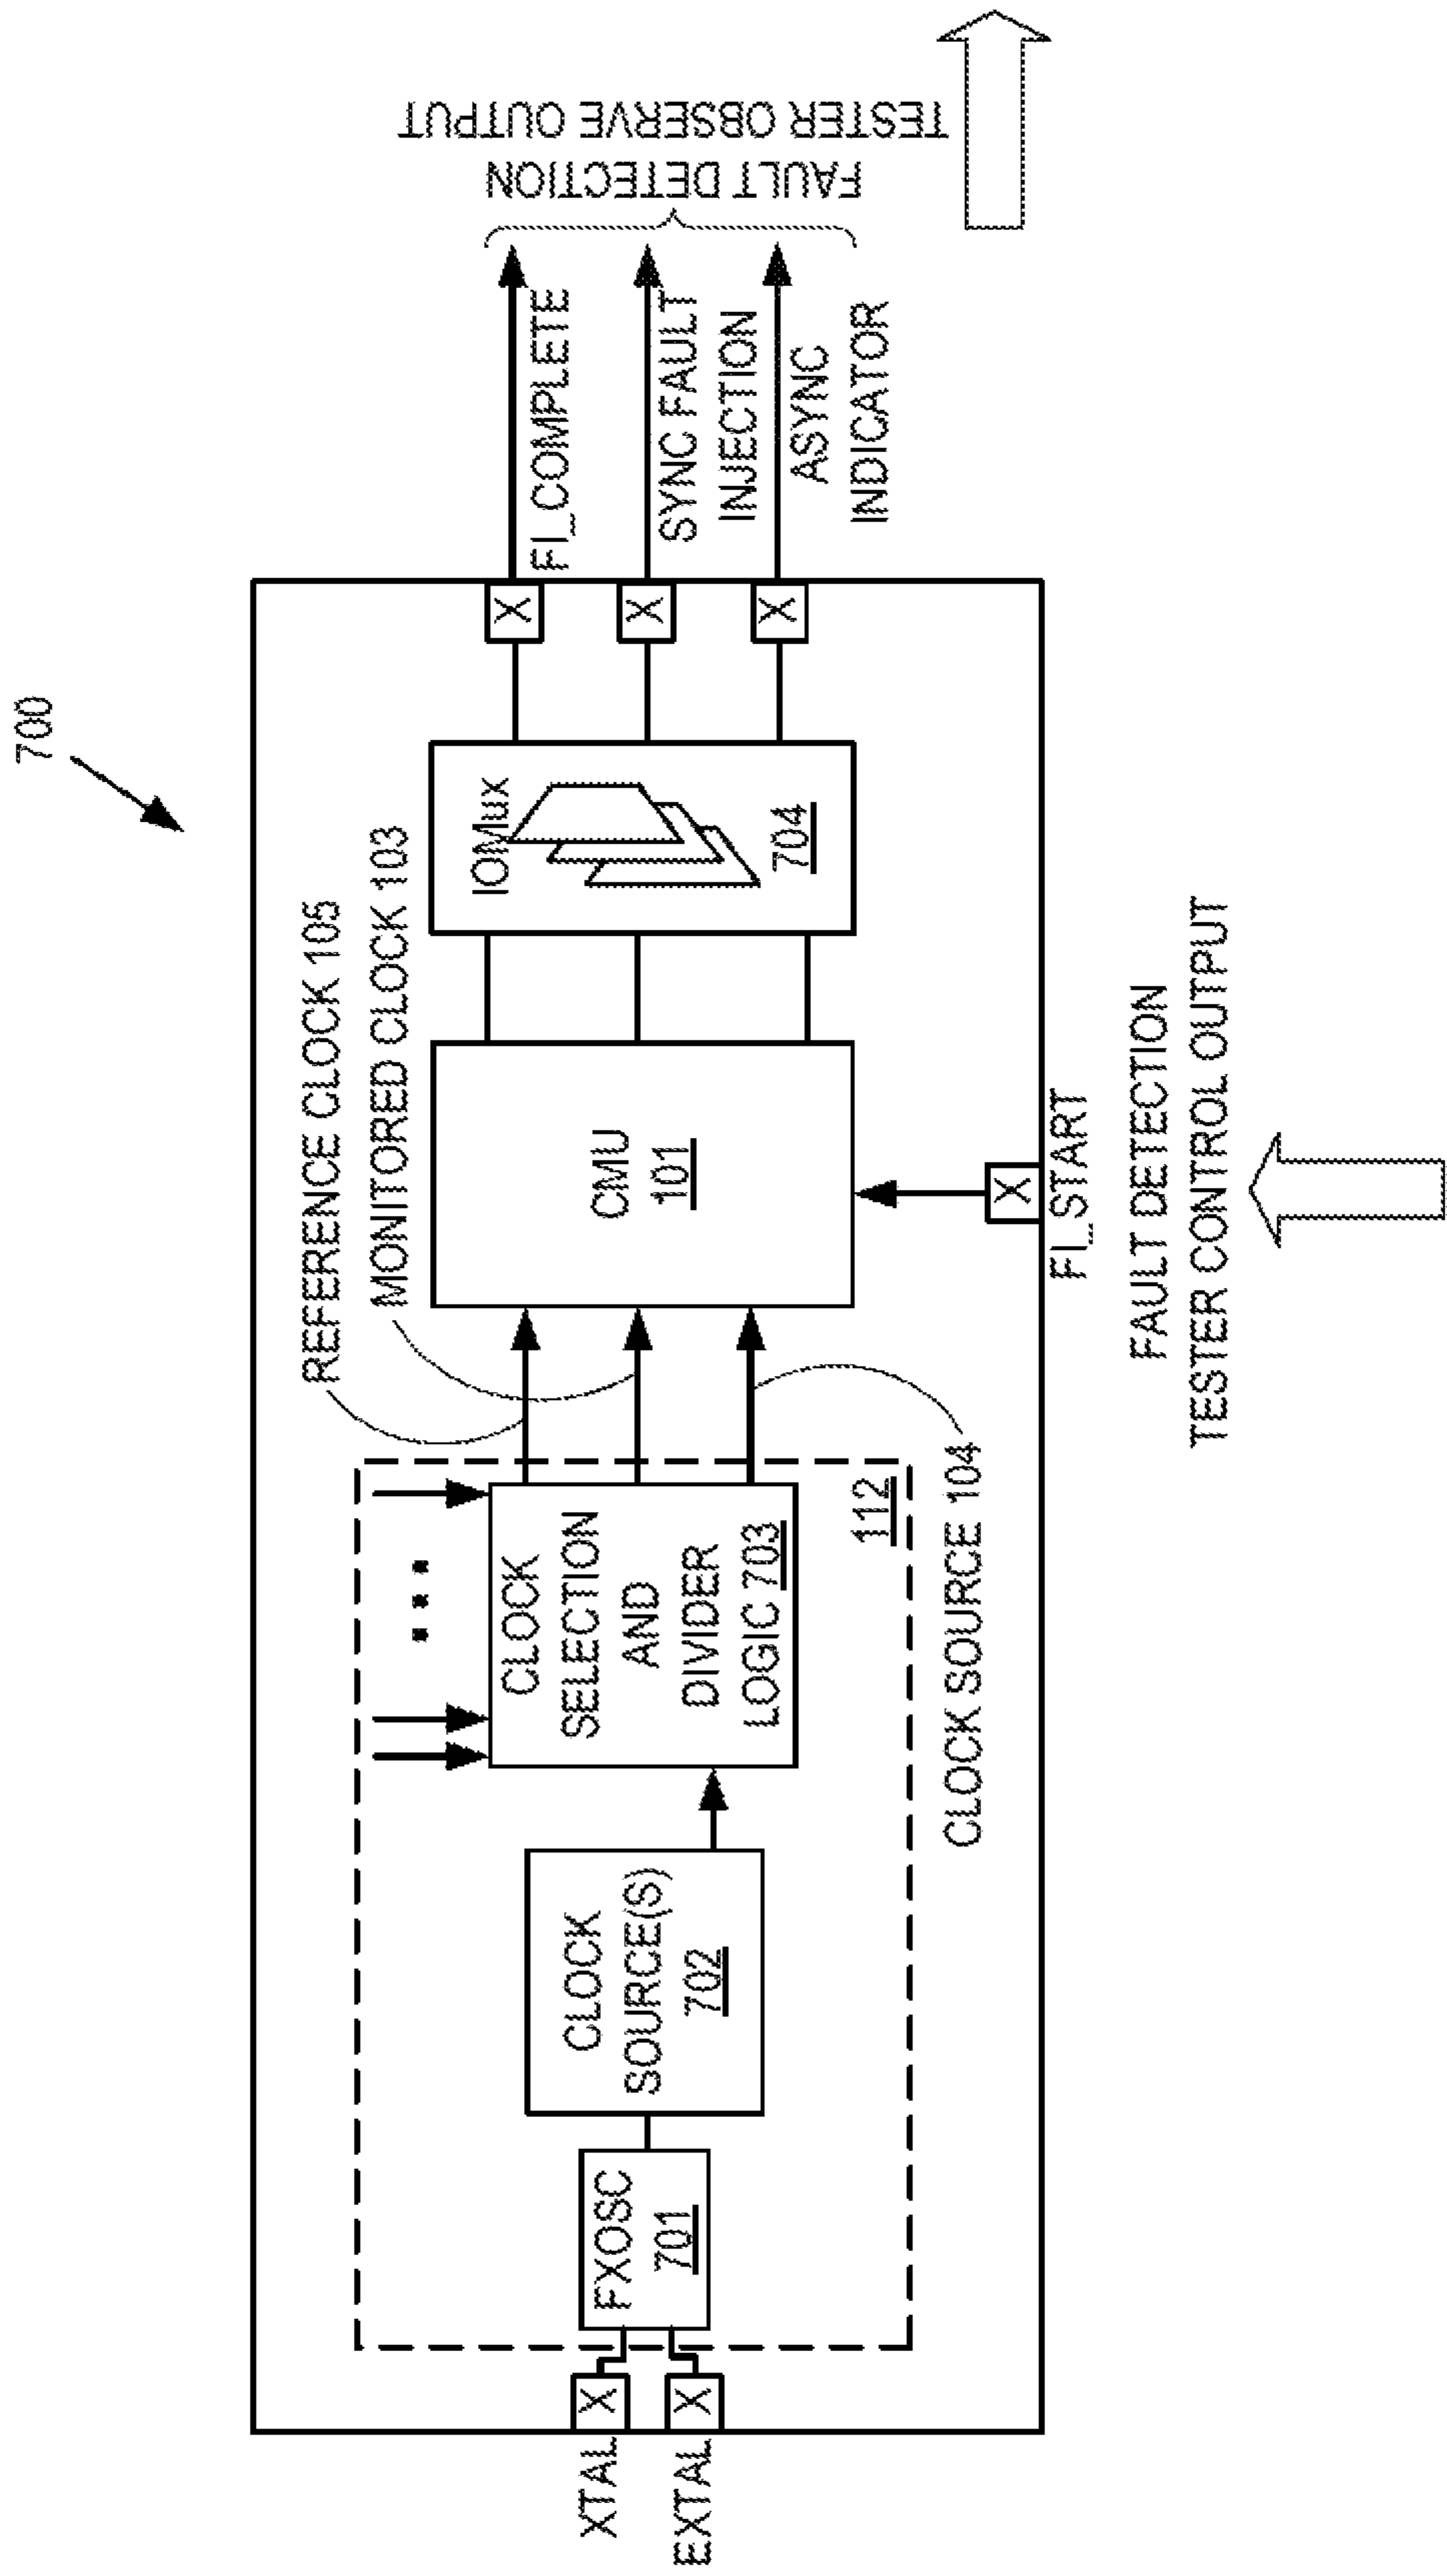 700
REFERENCE CLOCK 105
MONITORED CLOCK 103
XTAL
EXTAL
X
X
FXOSC
701
CLOCK
SOURCE(S)
702
CLOCK
SELECTION
AND
DIVIDER
LOGIC 703
112
CLOCK SOURCE 104
CMU
101
IOMux
704
X
X
X
FI_COMPLETE
SYNC FAULT
INJECTION
ASYNC
INDICATOR
FAULT DETECTION
TESTER OBSERVE OUTPUT
X
FI_START
FAULT DETECTION
TESTER CONTROL OUTPUT